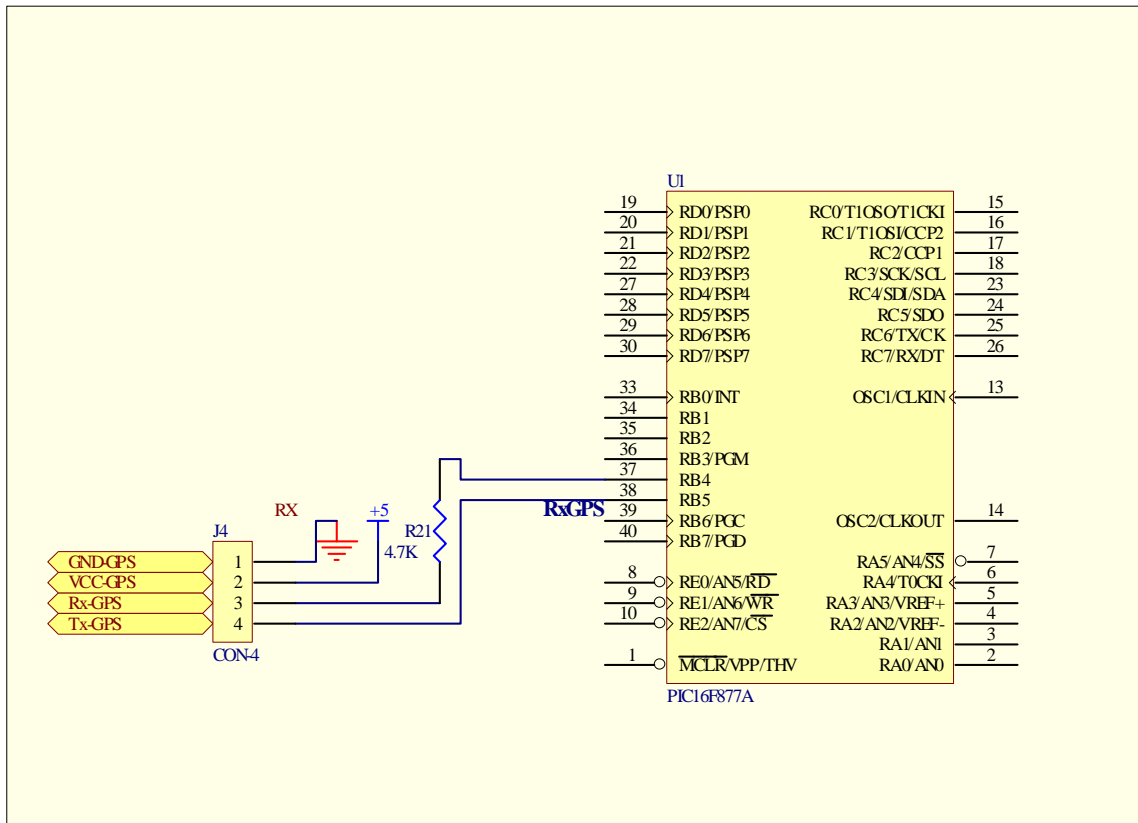 U1
19 RD0/PSP0 RC0/T1OSO/T1CKI 15
20 RD1/PSP1 RC1/T1OSI/CCP2 16
21 RD2/PSP2 RC2/CCP1 17
22 RD3/PSP3 RC3/SCK/SCL 18
27 RD4/PSP4 RC4/SDI/SDA 23
28 RD5/PSP5 RC5/SDO 24
29 RD6/PSP6 RC6/TX/CK 25
30 RD7/PSP7 RC7/RX/DT 26
33 RB0/INT OSC1/CLKIN 13
34 RB1
35 RB2
36 RB3/PGM
37 RB4
38 RB5
RxGPS
39 RB6/PGC OSC2/CLKOUT 14
40 RB7/PGD
RA5/AN4/SS 7
8 RE0/AN5/RD RA4/T0CKI 6
9 RE1/AN6/WR RA3/AN3/VREF+ 5
10 RE2/AN7/CS RA2/AN2/VREF- 4
RA1/AN1 3
1 MCLR/VPP/THV RA0/AN0 2
PIC16F877A
RX
+5
R21
4.7K
J4
GND-GPS 1
VCC-GPS 2
Rx-GPS 3
Tx-GPS 4
CON-4